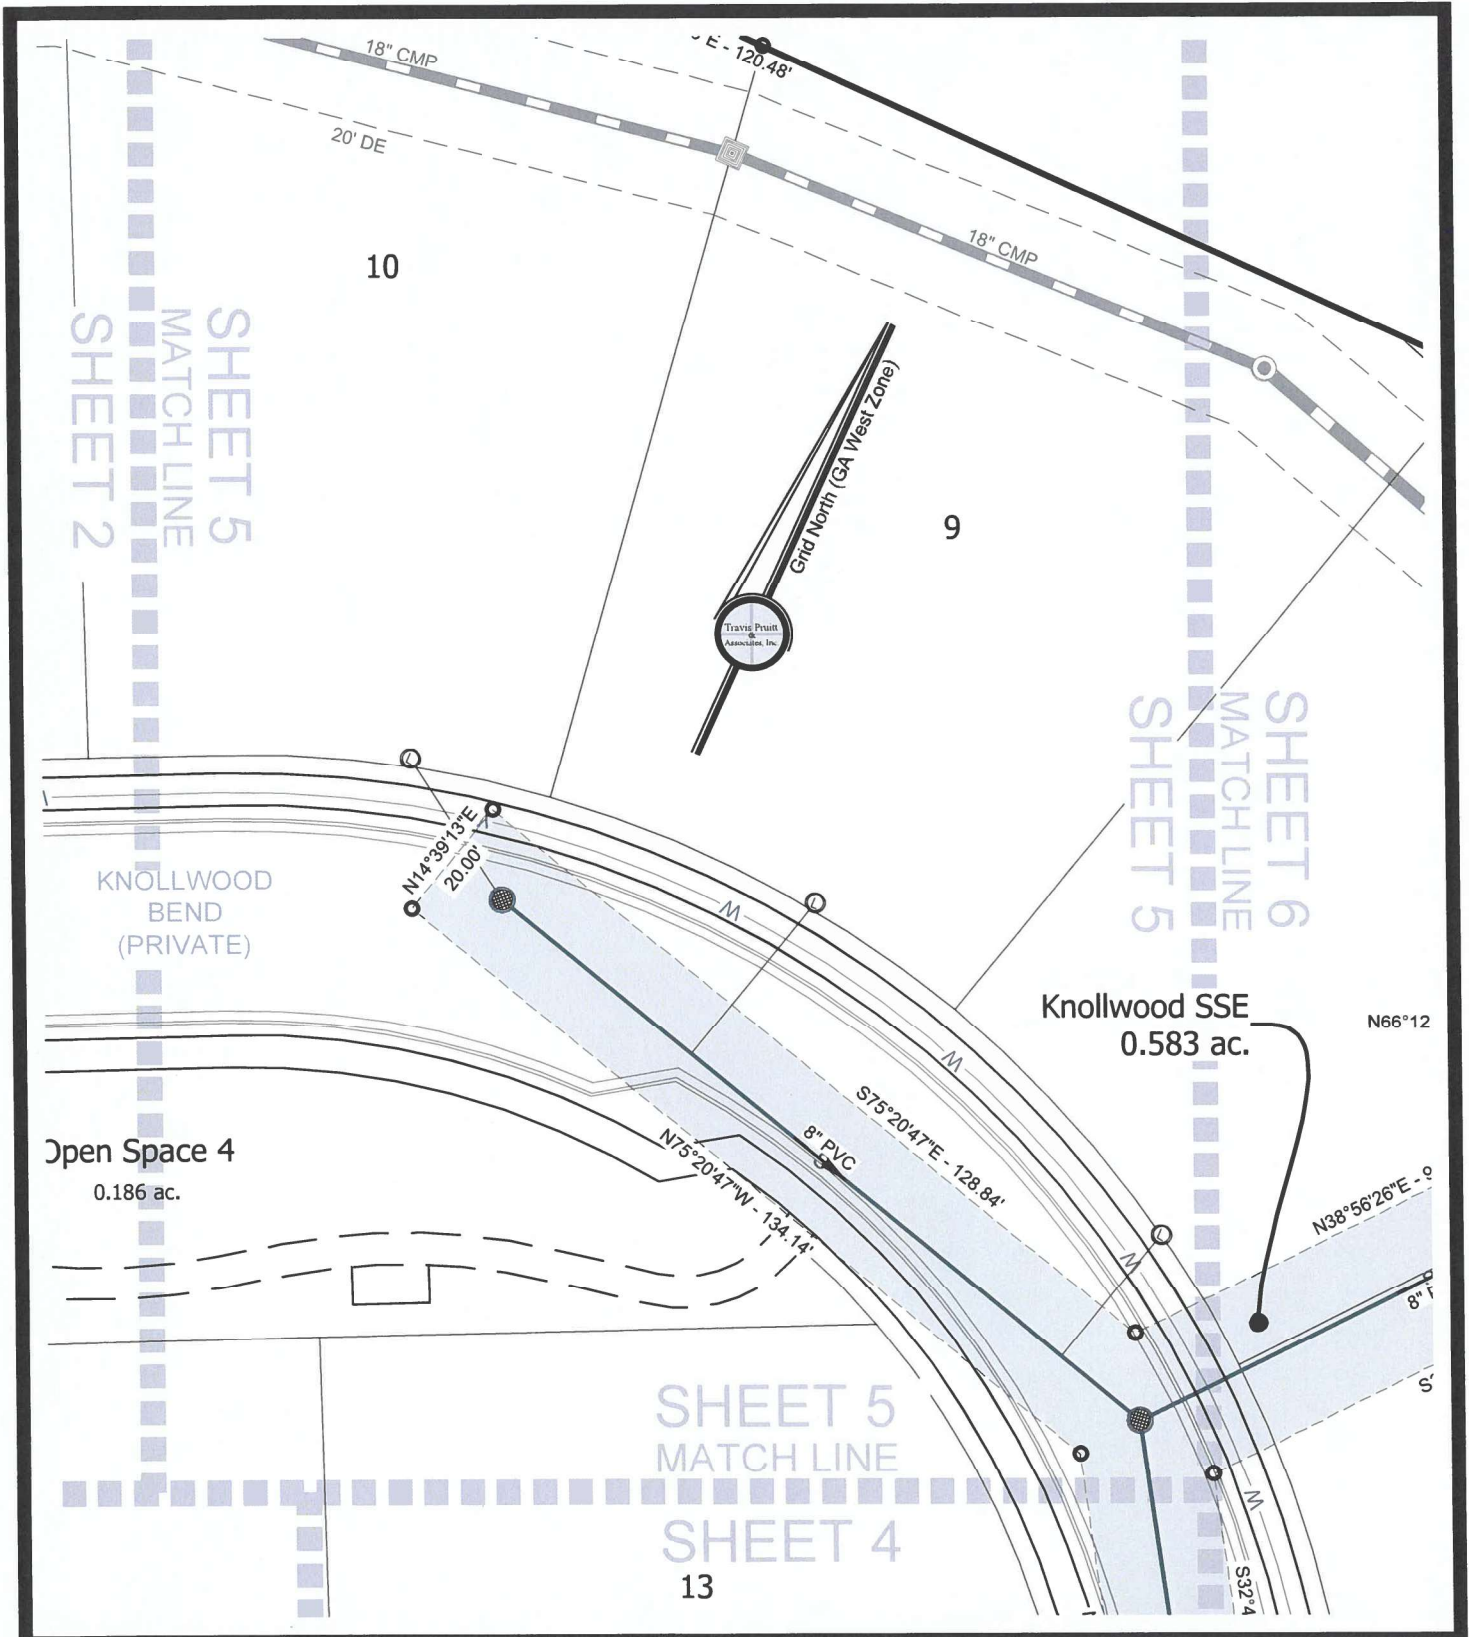 18" CMP
E - 120.48'
20' DE
10
18" CMP
SHEET 2
MATCH LINE
SHEET 5
Grid North (GA West Zone)
9
Travis Pruitt
&
Associates, Inc.
SHEET 5
MATCH LINE
SHEET 6
L
N14°39'13"E
20.00'
KNOLLWOOD
BEND
(PRIVATE)
W
L
Knollwood SSE
0.583 ac.
N66°12
W
S75°20'47"E - 128.84'
8" PVC
S
N75°20'47"W - 134.14'
Open Space 4
0.186 ac.
N38°56'26"E - 9
L
W
8"
S
SHEET 5
MATCH LINE
W
SHEET 4
13
S32°4